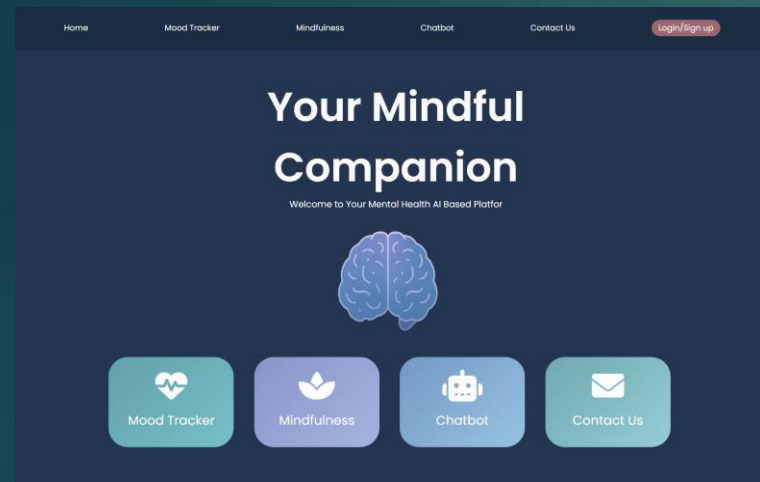 Home
Mood Tracker
Mindfulness
Chatbot
Contact Us
Login/Sign up
Your Mindful
Companion
Welcome to Your Mental Health AI Based Platfor
Mood Tracker
Mindfulness
Chatbot
Contact Us